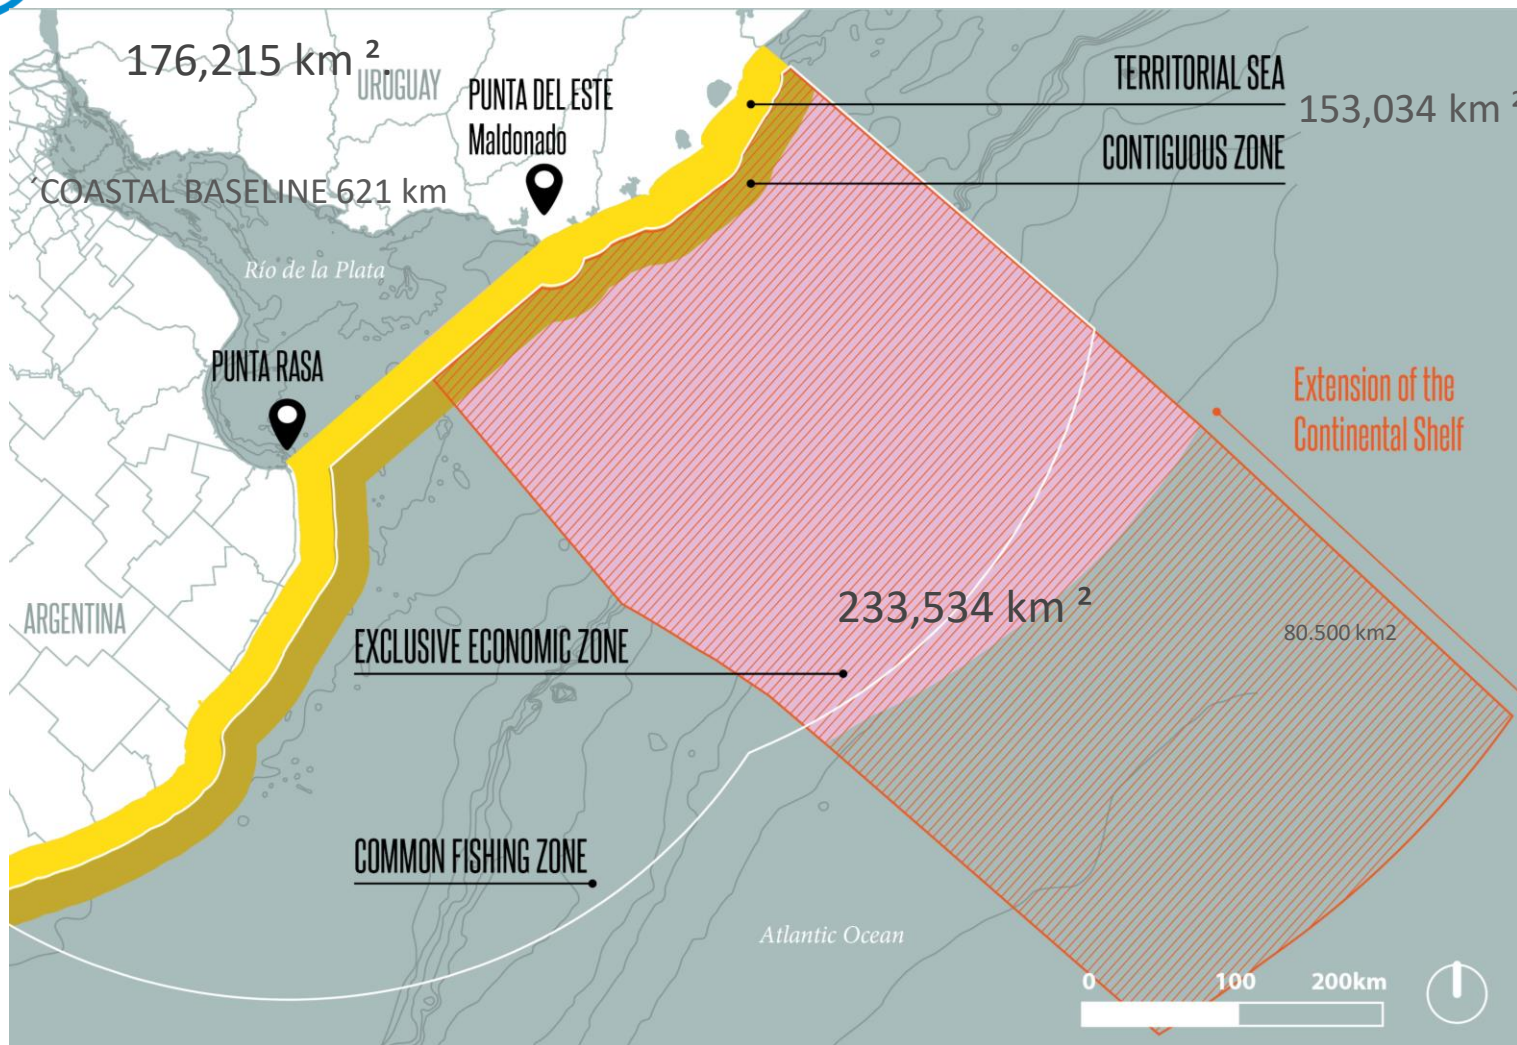 176,215 km ².
URUGUAY
PUNTA DEL ESTE
Maldonado
TERRITORIAL SEA
153,034 km ²
CONTIGUOUS ZONE
´COASTAL BASELINE 621 km
Río de la Plata
PUNTA RASA
Extension of the
Continental Shelf
ARGENTINA
233,534 km ²
80.500 km2
EXCLUSIVE ECONOMIC ZONE
COMMON FISHING ZONE
Atlantic Ocean
0 100 200km